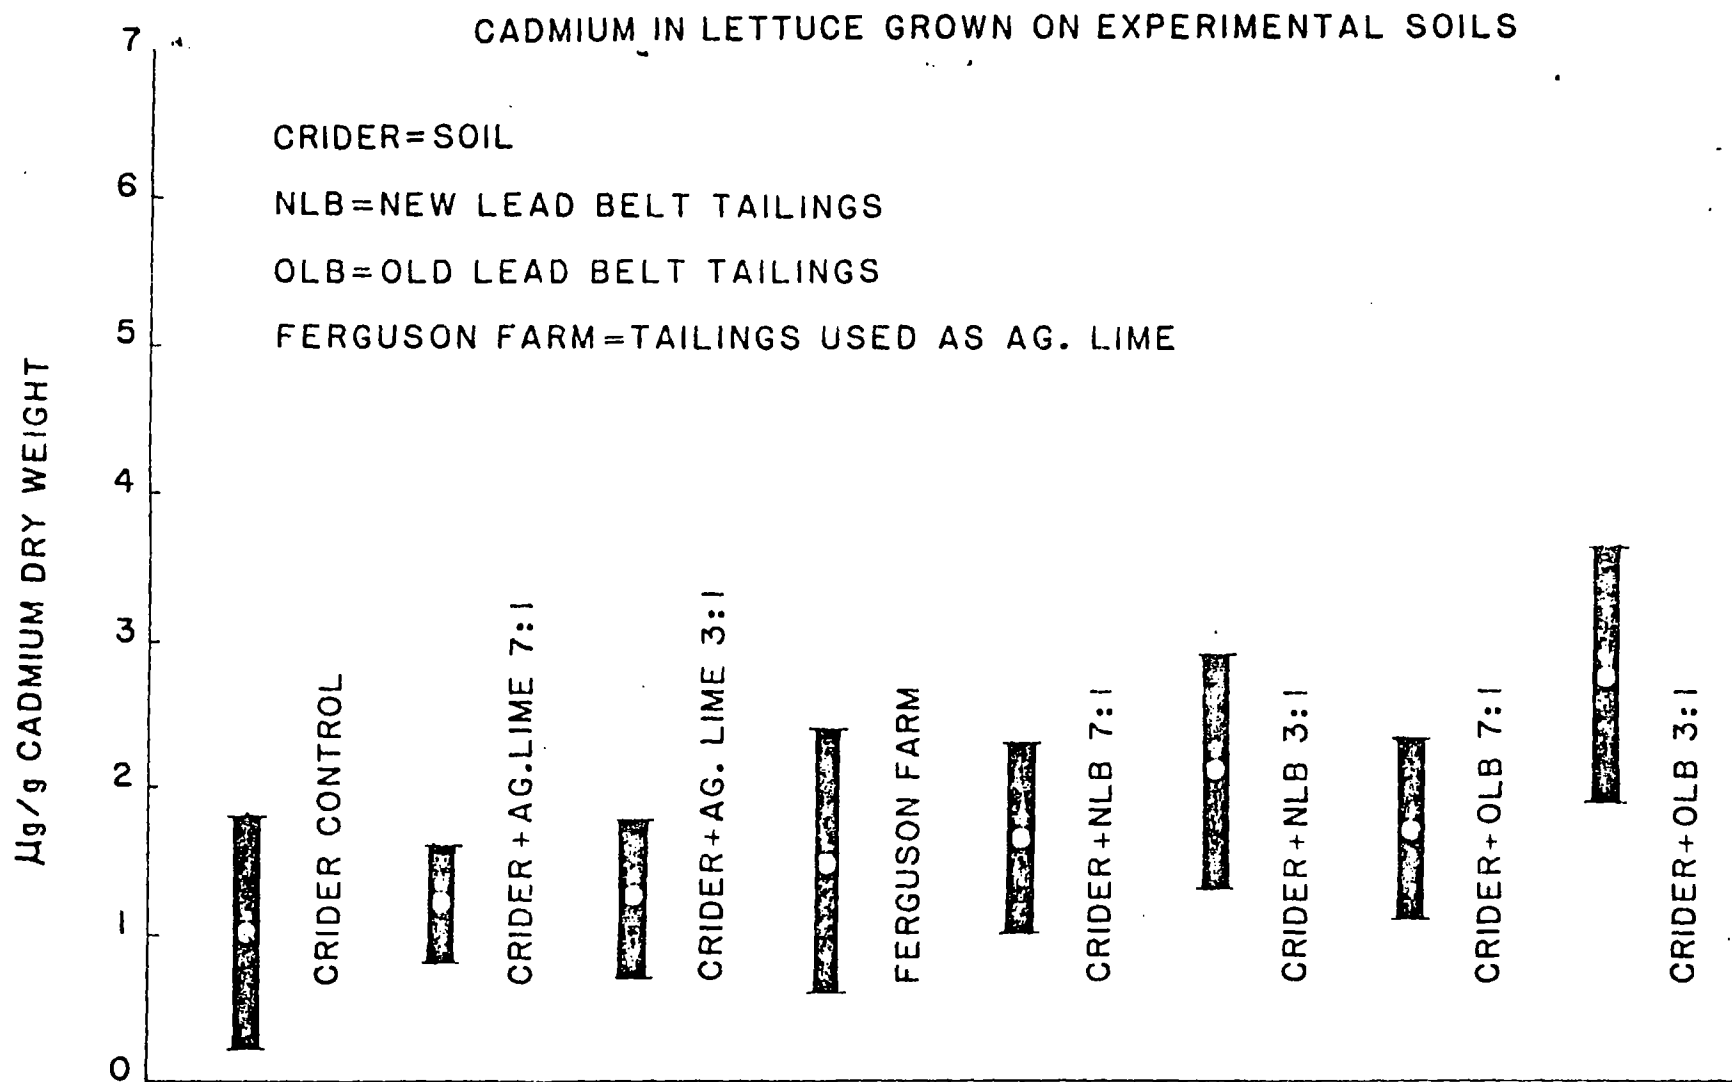 CADMIUM IN LETTUCE GROWN ON EXPERIMENTAL SOILS
7
6
5
4
3
2
1
0
µg/g CADMIUM DRY WEIGHT
CRIDER=SOIL
NLB=NEW LEAD BELT TAILINGS
OLB=OLD LEAD BELT TAILINGS
FERGUSON FARM=TAILINGS USED AS AG. LIME
CRIDER CONTROL
CRIDER+AG.LIME 7:1
CRIDER+AG. LIME 3:1
FERGUSON FARM
CRIDER+NLB 7:1
CRIDER+NLB 3:1
CRIDER+OLB 7:1
CRIDER+OLB 3:1